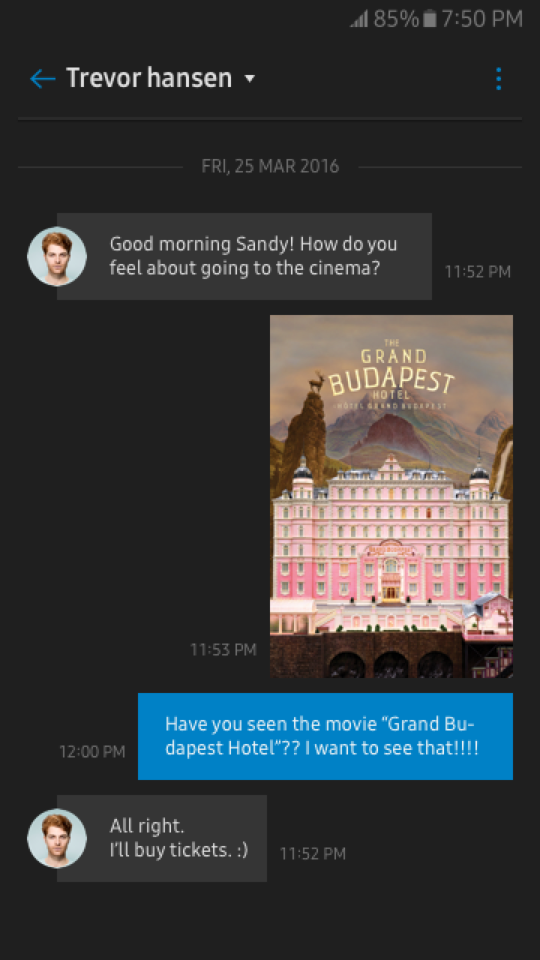 85% 7:50 PM
Trevor hansen
FRI, 25 MAR 2016
Good morning Sandy! How do you
feel about going to the cinema?
11:52 PM
THE
GRAND
BUDAPEST
HOTEL
HOTEL GRAND BUDAPEST
11:53 PM
Have you seen the movie “Grand Bu-
dapest Hotel”?? I want to see that!!!!
12:00 PM
All right.
I'll buy tickets. :)
11:52 PM